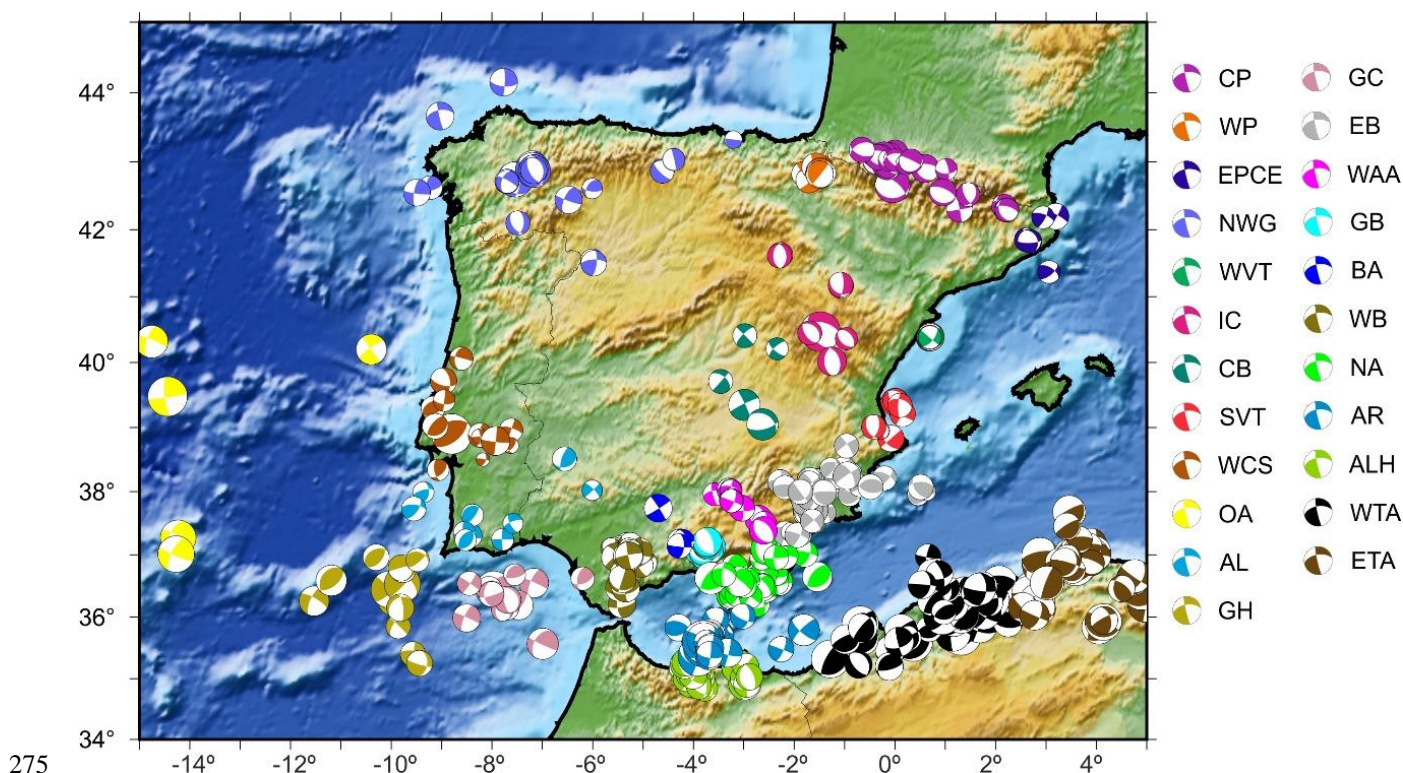 44°
42°
40°
38°
36°
34°
-14° -12° -10° -8° -6° -4° -2° 0° 2° 4°
CP GC
WP EB
EPCE WAA
NWG GB
WVT BA
IC WB
CB NA
SVT AR
WCS ALH
OA WTA
AL ETA
GH
275